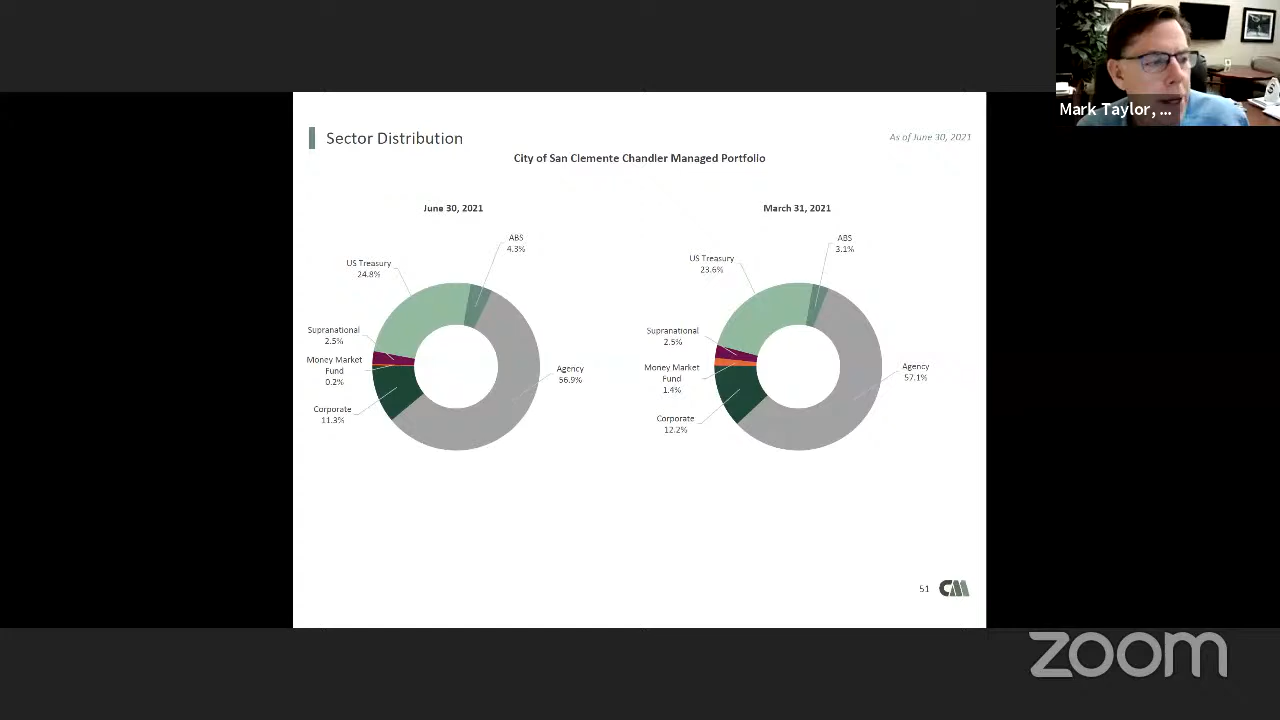 Mark Taylor, ...
Sector Distribution
As of June 30, 2021
City of San Clemente Chandler Managed Portfolio
June 30, 2021
ABS
4.3%
US Treasury
24.8%
Supranational
2.5%
Money Market
Fund
0.2%
Corporate
11.3%
Agency
56.9%
March 31, 2021
ABS
3.1%
US Treasury
23.6%
Supranational
2.5%
Money Market
Fund
1.4%
Corporate
12.2%
Agency
57.1%
51
CM
zoom